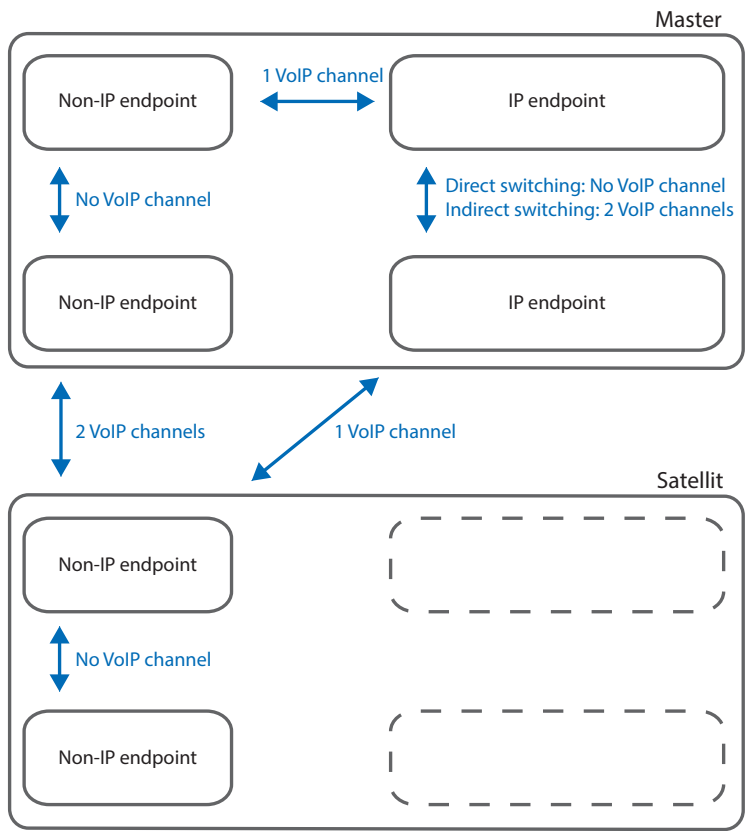 Master
Non-IP endpoint
1 VoIP channel
IP endpoint
No VoIP channel
Direct switching: No VoIP channel
Indirect switching: 2 VoIP channels
Non-IP endpoint
IP endpoint
2 VoIP channels
1 VoIP channel
Satellit
Non-IP endpoint
No VoIP channel
Non-IP endpoint